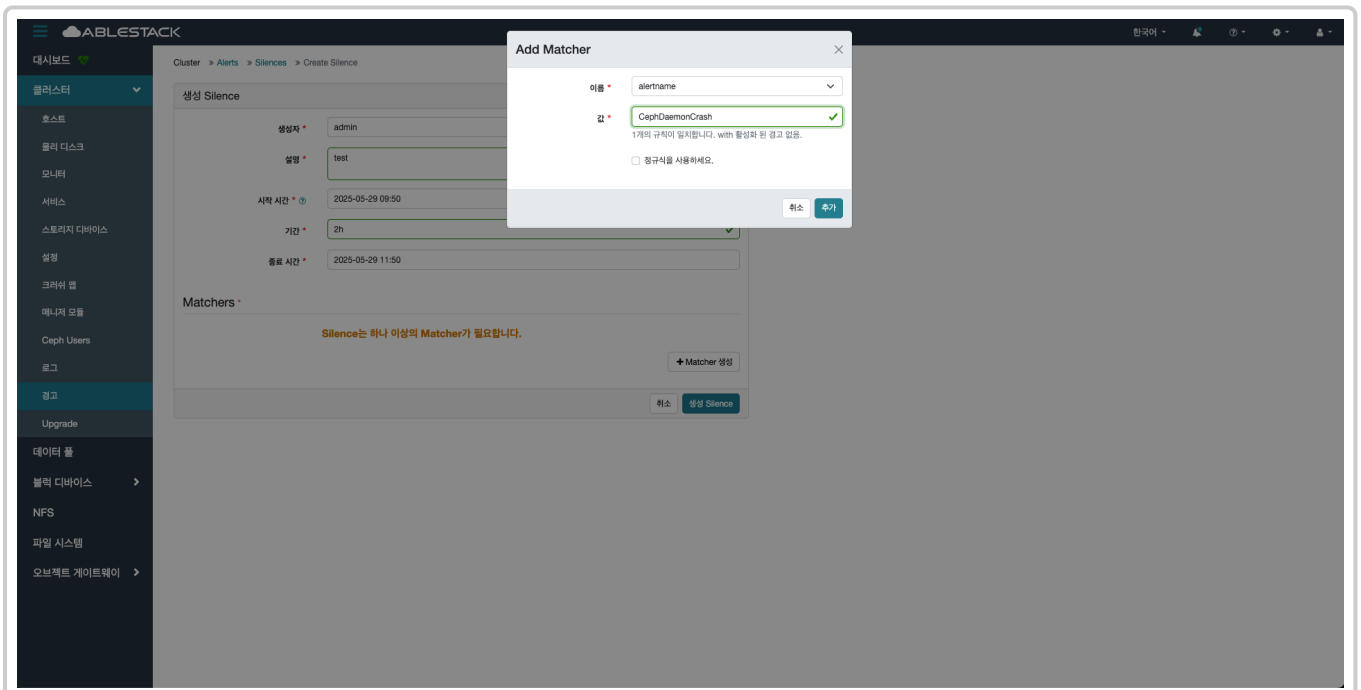 ABLESTACK
한국어
대시보드
클러스터
호스트
물리 디스크
모니터
서비스
스토리지 디바이스
설정
크러쉬 맵
매니저 모듈
Ceph Users
로그
경고
Upgrade
데이터 풀
블럭 디바이스
NFS
파일 시스템
오브젝트 게이트웨이
Cluster » Alerts » Silences » Create Silence
생성 Silence
생성자 * admin
설명 * test
시작 시간 * 2025-05-29 09:50
기간 * 2h
종료 시간 * 2025-05-29 11:50
Matchers *
Silence는 하나 이상의 Matcher가 필요합니다.
+ Matcher 생성
취소 생성 Silence
Add Matcher
이름 * alertname
값 * CephDaemonCrash
1개의 규칙이 일치합니다. with 활성화 된 경고 없음.
정규식을 사용하세요.
취소 추가